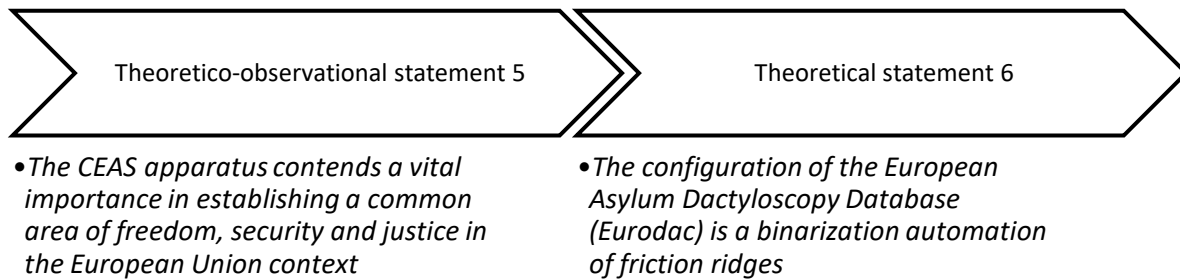 Theoretico-observational statement 5
Theoretical statement 6
•The CEAS apparatus contends a vital
importance in establishing a common
area of freedom, security and justice in
the European Union context
•The configuration of the European
Asylum Dactyloscopy Database
(Eurodac) is a binarization automation
of friction ridges